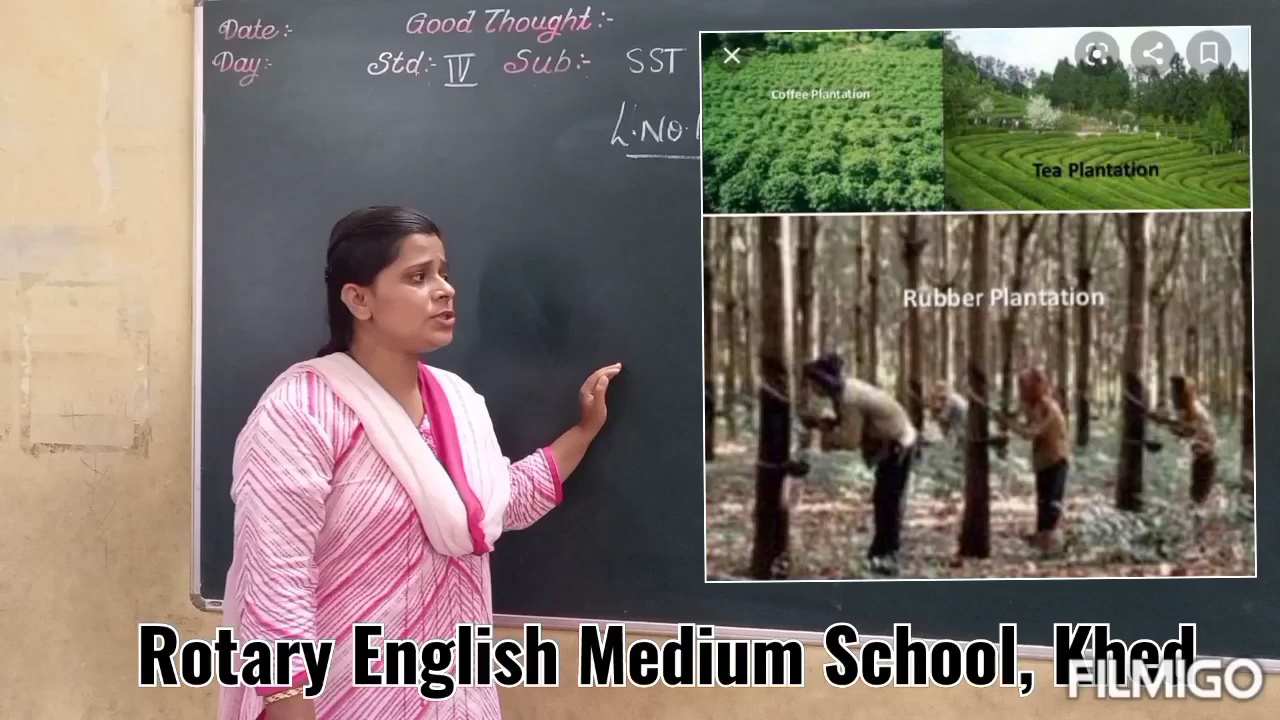 Date:-
Good Thought:-
Day:-
Std:- IV Sub:- SST
L.NO.
Coffee Plantation
Tea Plantation
Rubber Plantation
Rotary English Medium School, Khed
FILMIGO